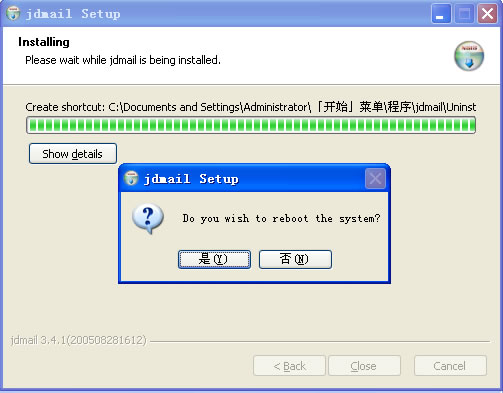 jdmail Setup
Installing
Please wait while jdmail is being installed.
Create shortcut: C:\Documents and Settings\Administrator\「开始」菜单\程序\jdmail\Uninst
Show details
jdmail Setup
Do you wish to reboot the system?
是(Y) 否(N)
jdmail 3.4.1(200508281612)
< Back Close Cancel